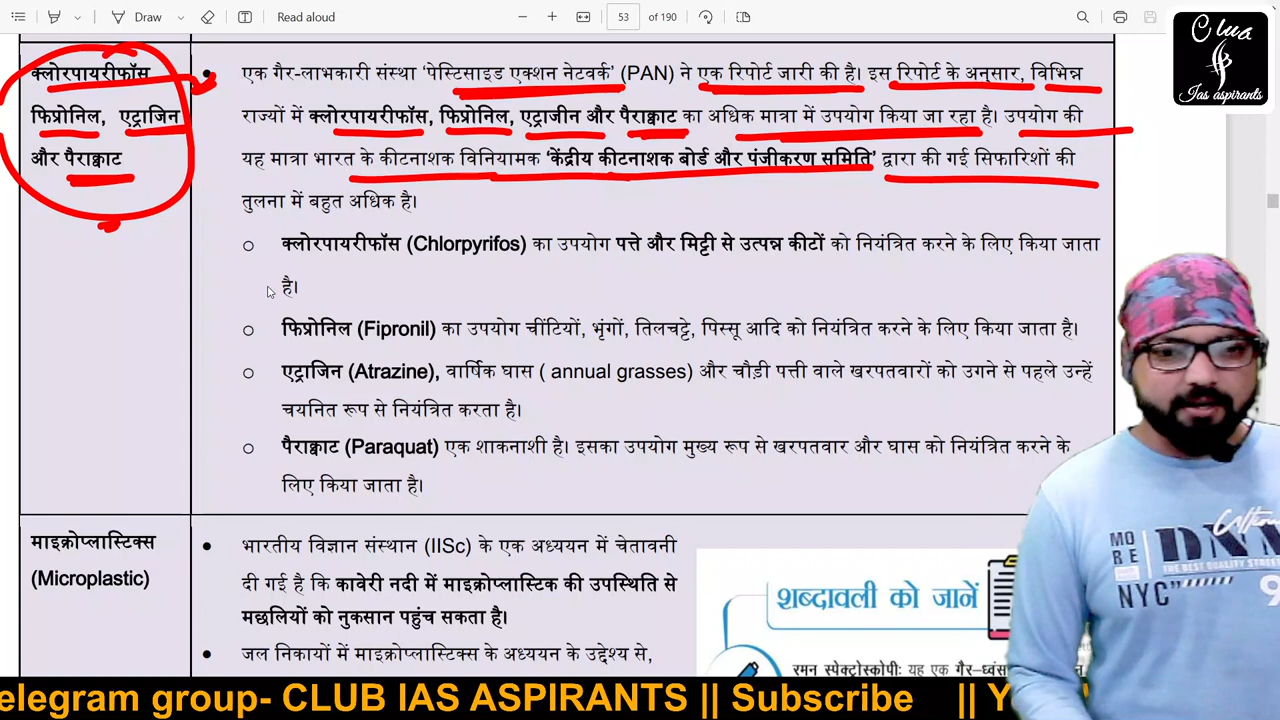 Draw
Read aloud
53
of 190
Clua
Ias aspirants
क्लोरपायरीफॉस,
फिप्रोनिल, एट्राजिन
और पैराक्वाट
एक गैर-लाभकारी संस्था 'पेस्टिसाइड एक्शन नेटवर्क' (PAN) ने एक रिपोर्ट जारी की है। इस रिपोर्ट के अनुसार, विभिन्न
राज्यों में क्लोरपायरीफॉस, फिप्रोनिल, एट्राजीन और पैराक्वाट का अधिक मात्रा में उपयोग किया जा रहा है। उपयोग की
यह मात्रा भारत के कीटनाशक विनियामक 'केंद्रीय कीटनाशक बोर्ड और पंजीकरण समिति' द्वारा की गई सिफारिशों की
तुलना में बहुत अधिक है।
क्लोरपायरीफॉस (Chlorpyrifos) का उपयोग पत्ते और मिट्टी से उत्पन्न कीटों को नियंत्रित करने के लिए किया जाता
है।
फिप्रोनिल (Fipronil) का उपयोग चींटियों, भृंगों, तिलचट्टे, पिस्सू आदि को नियंत्रित करने के लिए किया जाता है।
एट्राजिन (Atrazine), वार्षिक घास ( annual grasses) और चौड़ी पत्ती वाले खरपतवारों को उगने से पहले उन्हें
चयनित रूप से नियंत्रित करता है।
पैराक्वाट (Paraquat) एक शाकनाशी है। इसका उपयोग मुख्य रूप से खरपतवार और घास को नियंत्रित करने के
लिए किया जाता है।
माइक्रोप्लास्टिक्स
(Microplastic)
भारतीय विज्ञान संस्थान (IISc) के एक अध्ययन में चेतावनी
दी गई है कि कावेरी नदी में माइक्रोप्लास्टिक की उपस्थिति से
मछलियों को नुकसान पहुंच सकता है।
जल निकायों में माइक्रोप्लास्टिक्स के अध्ययन के उद्देश्य से,
शब्दावली को जानें
रमन स्पेक्ट्रोस्कोपी: यह एक गैर-ध्वंस
MO
RE
DN
NYC"
elegram group- CLUB IAS ASPIRANTS || Subscribe || Y